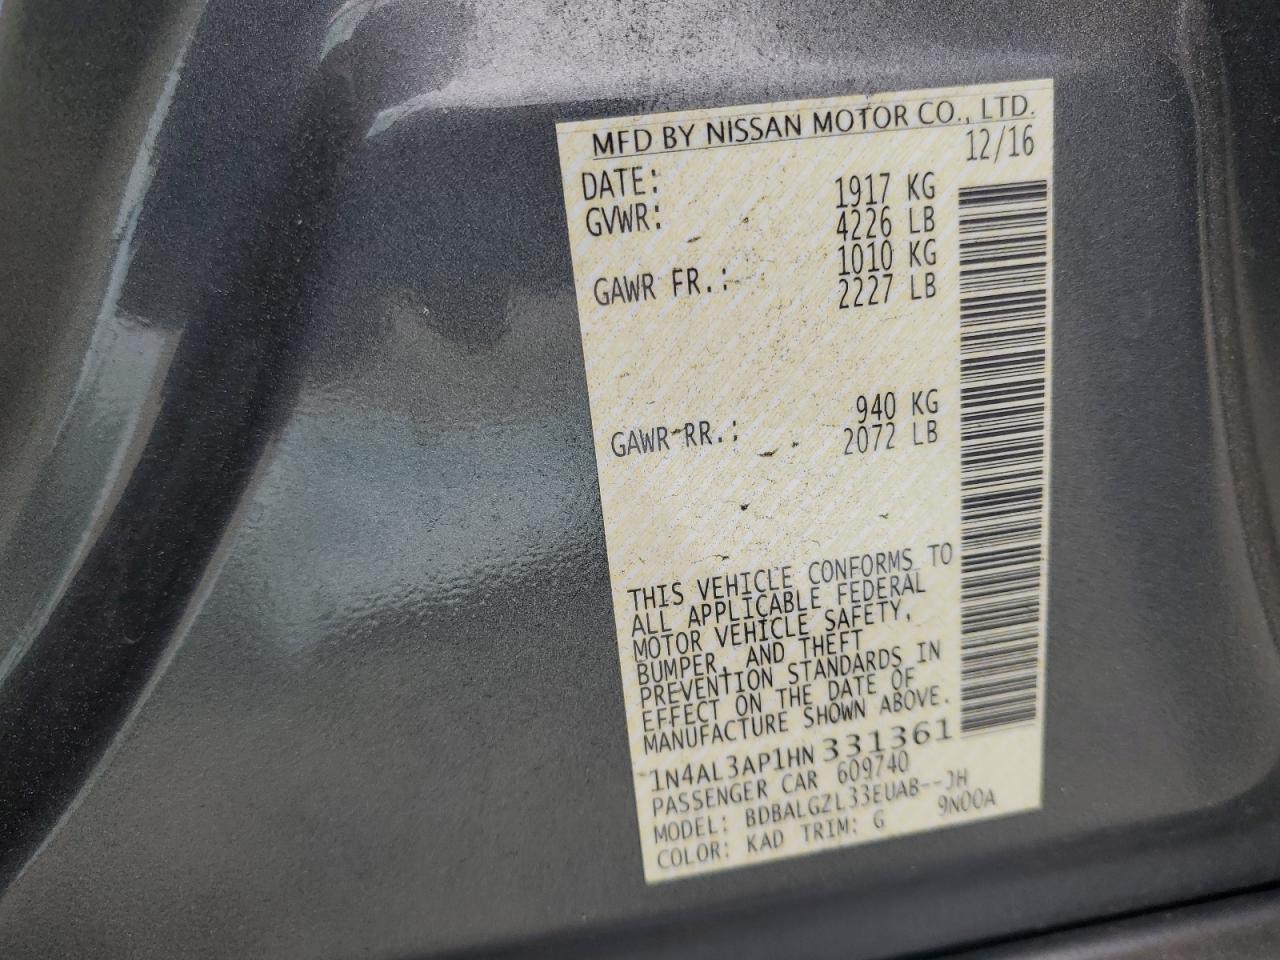 MFD BY NISSAN MOTOR CO., LTD.
DATE: 12/16
GVWR: 1917 KG
4226 LB
GAWR FR.: 1010 KG
2227 LB
GAWR RR.: 940 KG
2072 LB
THIS VEHICLE CONFORMS TO
ALL APPLICABLE FEDERAL
MOTOR VEHICLE SAFETY,
BUMPER, AND THEFT
PREVENTION STANDARDS IN
EFFECT ON THE DATE OF
MANUFACTURE SHOWN ABOVE.
1N4AL3AP1HN 331361
PASSENGER CAR 609740
MODEL: BDBALGZL33EUAB--JH
COLOR: KAD TRIM: G 9N00A